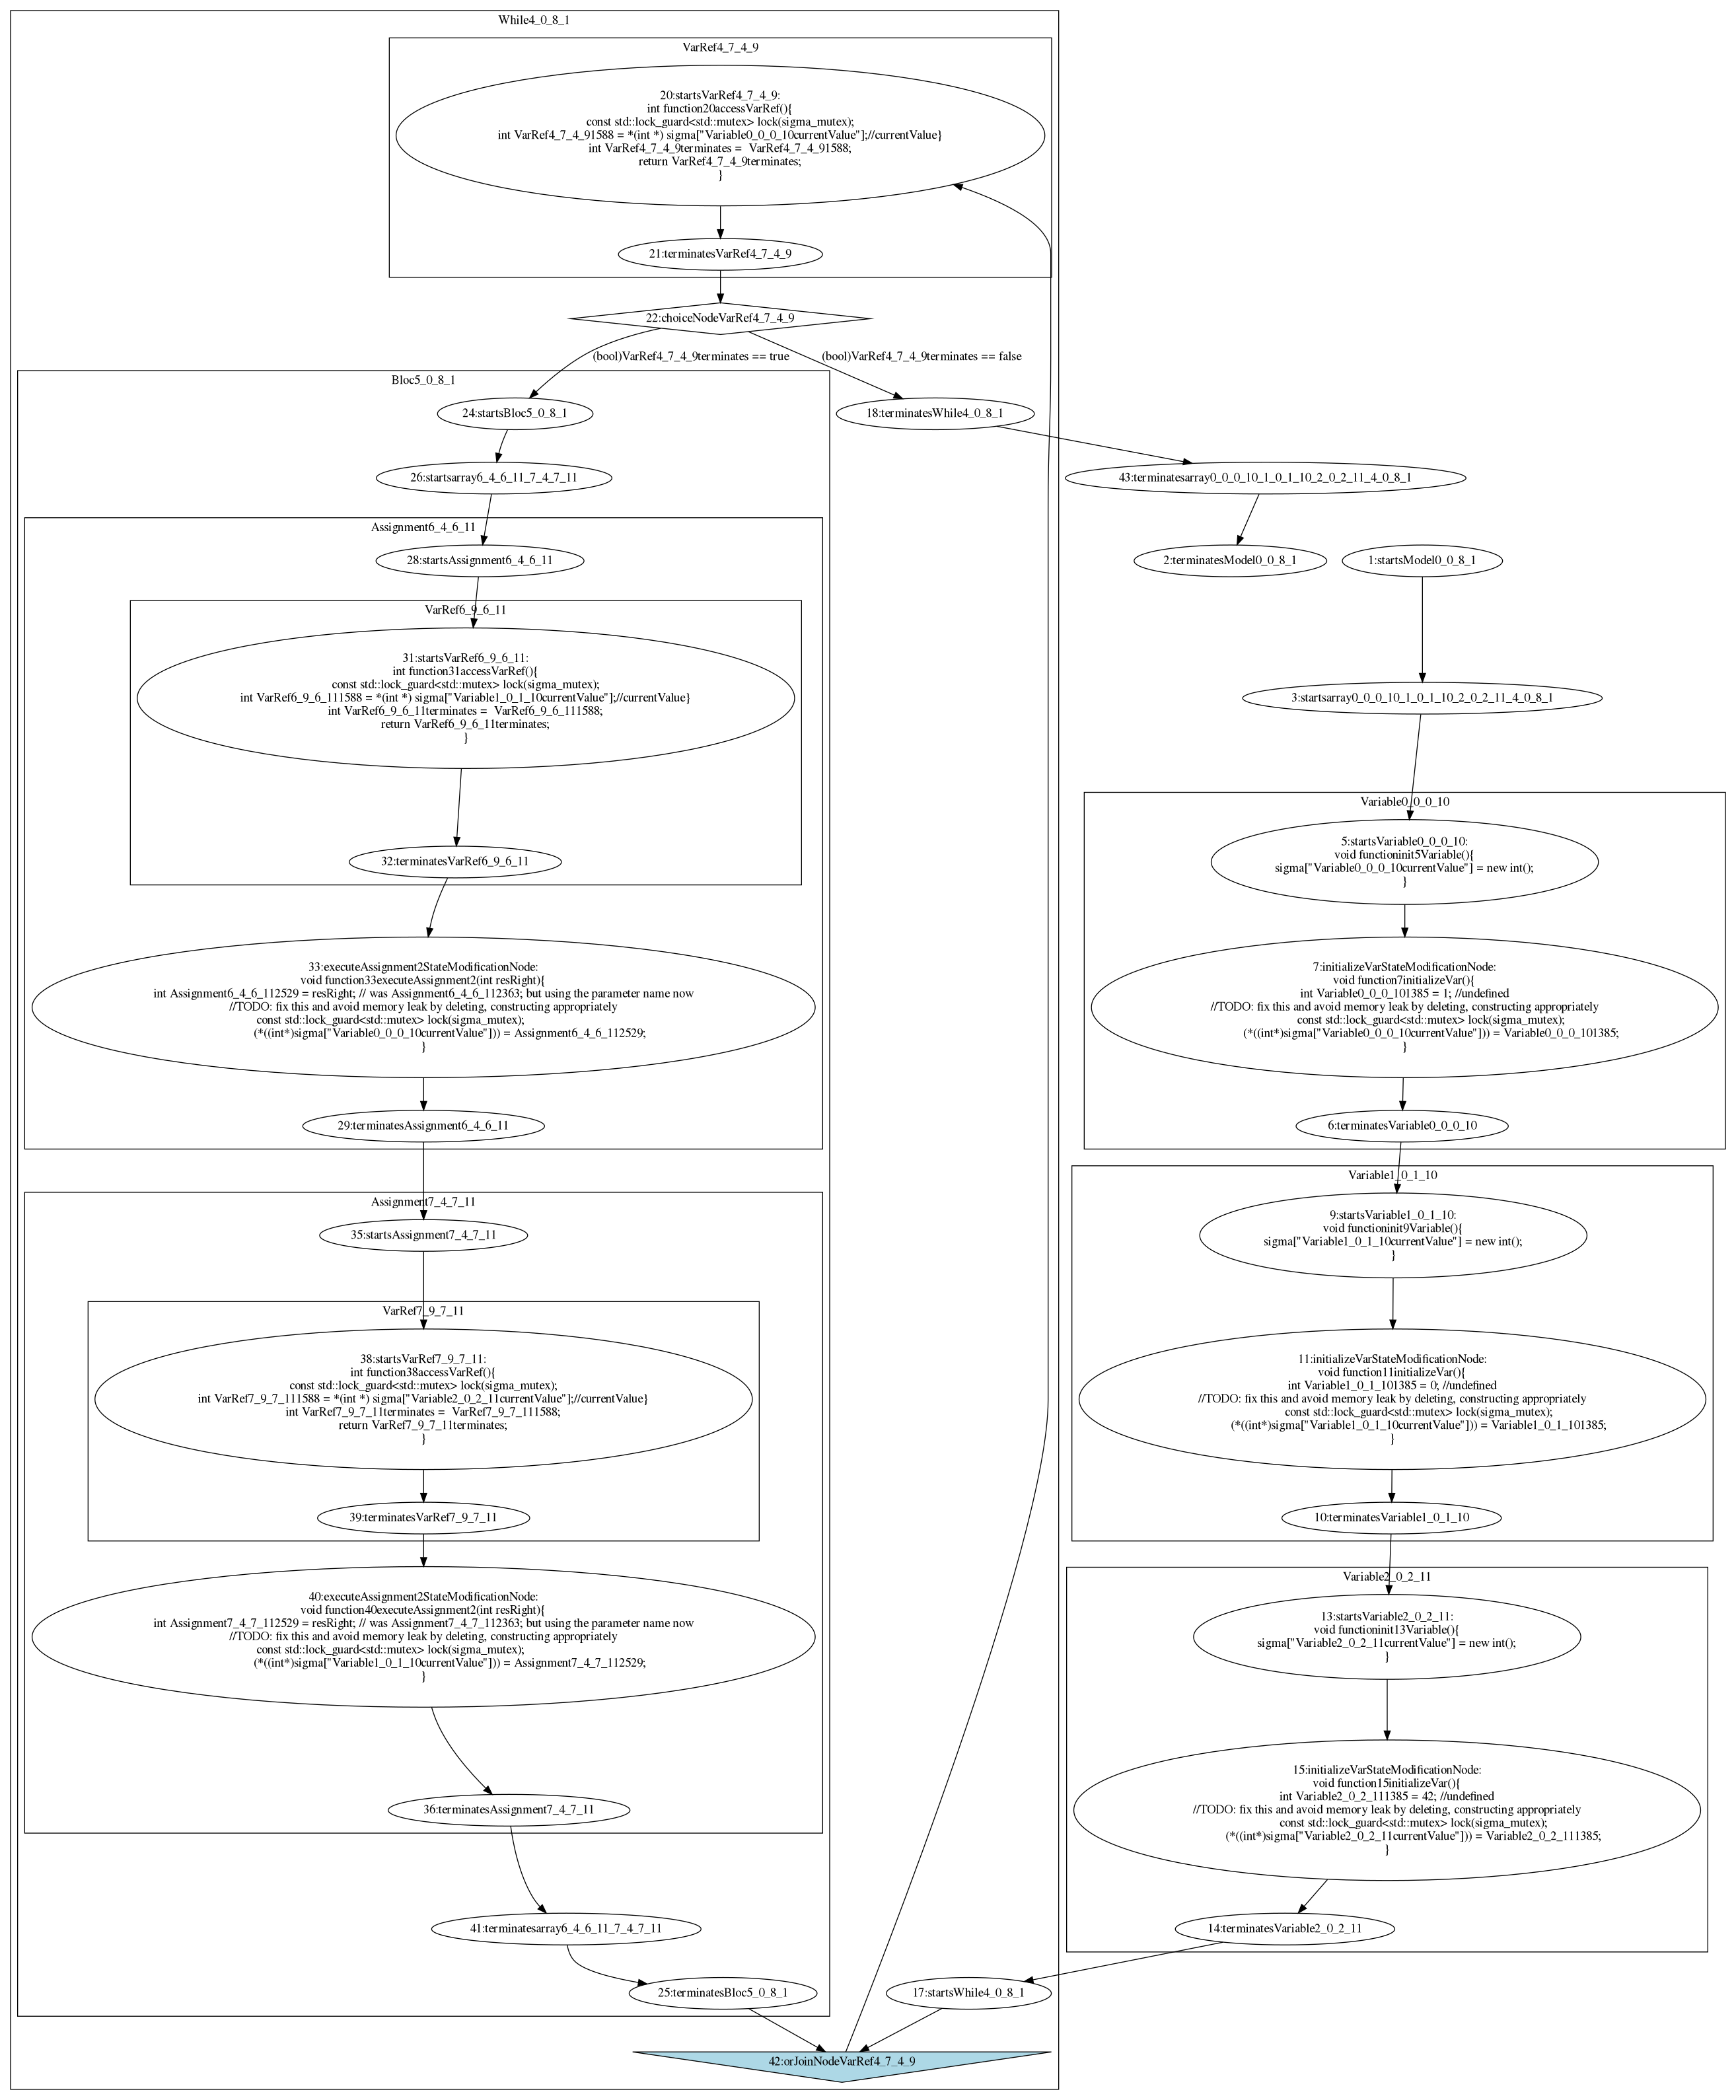 While4_0_8_1
VarRef4_7_4_9
20:startsVarRef4_7_4_9:
int function20accessVarRef(){
const std::lock_guard<std::mutex> lock(sigma_mutex);
int VarRef4_7_4_91588 = *(int *) sigma["Variable0_0_0_10currentValue"];//currentValue}
int VarRef4_7_4_9terminates =  VarRef4_7_4_91588;
return VarRef4_7_4_9terminates;
}
21:terminatesVarRef4_7_4_9
22:choiceNodeVarRef4_7_4_9
(bool)VarRef4_7_4_9terminates == true
(bool)VarRef4_7_4_9terminates == false
Bloc5_0_8_1
24:startsBloc5_0_8_1
18:terminatesWhile4_0_8_1
26:startsarray6_4_6_11_7_4_7_11
43:terminatesarray0_0_0_10_1_0_1_10_2_0_2_11_4_0_8_1
Assignment6_4_6_11
28:startsAssignment6_4_6_11
2:terminatesModel0_0_8_1
1:startsModel0_0_8_1
VarRef6_9_6_11
31:startsVarRef6_9_6_11:
int function31accessVarRef(){
const std::lock_guard<std::mutex> lock(sigma_mutex);
int VarRef6_9_6_111588 = *(int *) sigma["Variable1_0_1_10currentValue"];//currentValue}
int VarRef6_9_6_11terminates =  VarRef6_9_6_111588;
return VarRef6_9_6_11terminates;
}
3:startsarray0_0_0_10_1_0_1_10_2_0_2_11_4_0_8_1
Variable0_0_0_10
32:terminatesVarRef6_9_6_11
5:startsVariable0_0_0_10:
void functioninit5Variable(){
sigma["Variable0_0_0_10currentValue"] = new int();
}
33:executeAssignment2StateModificationNode:
void function33executeAssignment2(int resRight){
int Assignment6_4_6_112529 = resRight; // was Assignment6_4_6_112363; but using the parameter name now
//TODO: fix this and avoid memory leak by deleting, constructing appropriately
const std::lock_guard<std::mutex> lock(sigma_mutex);
(*((int*)sigma["Variable0_0_0_10currentValue"])) = Assignment6_4_6_112529;
}
7:initializeVarStateModificationNode:
void function7initializeVar(){
int Variable0_0_0_101385 = 1; //undefined
//TODO: fix this and avoid memory leak by deleting, constructing appropriately
const std::lock_guard<std::mutex> lock(sigma_mutex);
(*((int*)sigma["Variable0_0_0_10currentValue"])) = Variable0_0_0_101385;
}
29:terminatesAssignment6_4_6_11
6:terminatesVariable0_0_0_10
Variable1_0_1_10
Assignment7_4_7_11
35:startsAssignment7_4_7_11
9:startsVariable1_0_1_10:
void functioninit9Variable(){
sigma["Variable1_0_1_10currentValue"] = new int();
}
VarRef7_9_7_11
38:startsVarRef7_9_7_11:
int function38accessVarRef(){
const std::lock_guard<std::mutex> lock(sigma_mutex);
int VarRef7_9_7_111588 = *(int *) sigma["Variable2_0_2_11currentValue"];//currentValue}
int VarRef7_9_7_11terminates =  VarRef7_9_7_111588;
return VarRef7_9_7_11terminates;
}
11:initializeVarStateModificationNode:
void function11initializeVar(){
int Variable1_0_1_101385 = 0; //undefined
//TODO: fix this and avoid memory leak by deleting, constructing appropriately
const std::lock_guard<std::mutex> lock(sigma_mutex);
(*((int*)sigma["Variable1_0_1_10currentValue"])) = Variable1_0_1_101385;
}
39:terminatesVarRef7_9_7_11
10:terminatesVariable1_0_1_10
Variable2_0_2_11
40:executeAssignment2StateModificationNode:
void function40executeAssignment2(int resRight){
int Assignment7_4_7_112529 = resRight; // was Assignment7_4_7_112363; but using the parameter name now
//TODO: fix this and avoid memory leak by deleting, constructing appropriately
const std::lock_guard<std::mutex> lock(sigma_mutex);
(*((int*)sigma["Variable1_0_1_10currentValue"])) = Assignment7_4_7_112529;
}
13:startsVariable2_0_2_11:
void functioninit13Variable(){
sigma["Variable2_0_2_11currentValue"] = new int();
}
15:initializeVarStateModificationNode:
void function15initializeVar(){
int Variable2_0_2_111385 = 42; //undefined
//TODO: fix this and avoid memory leak by deleting, constructing appropriately
const std::lock_guard<std::mutex> lock(sigma_mutex);
(*((int*)sigma["Variable2_0_2_11currentValue"])) = Variable2_0_2_111385;
}
36:terminatesAssignment7_4_7_11
41:terminatesarray6_4_6_11_7_4_7_11
14:terminatesVariable2_0_2_11
25:terminatesBloc5_0_8_1
17:startsWhile4_0_8_1
42:orJoinNodeVarRef4_7_4_9